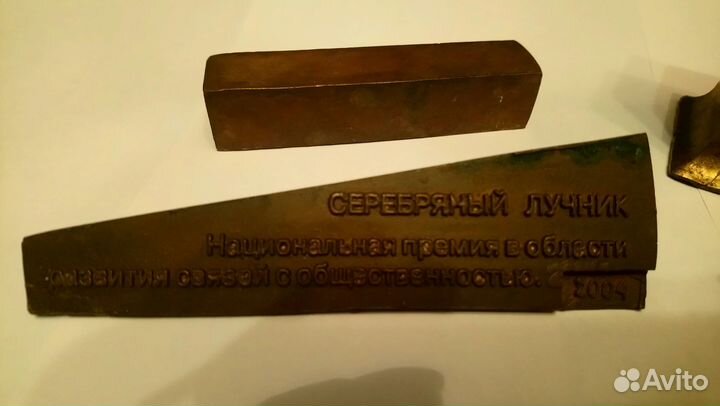 СЕРЕБРЯНЫЙ ЛУЧНИК
Национальная премия в области
развития связей с общественностью.
2004
Avito